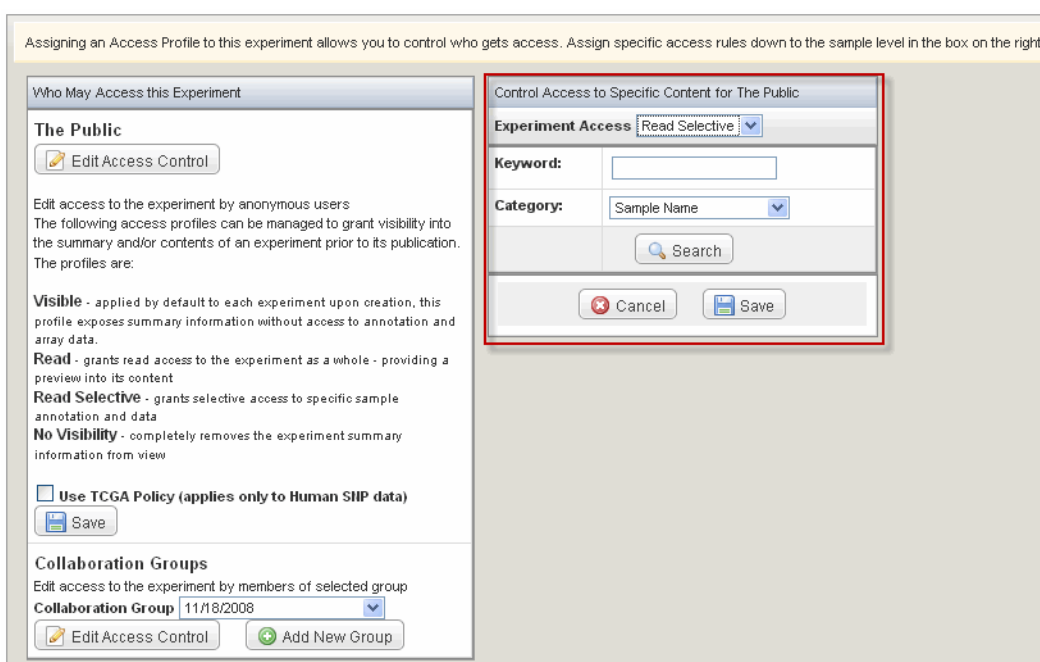 Assigning an Access Profile to this experiment allows you to control who gets access. Assign specific access rules down to the sample level in the box on the right
Who May Access this Experiment
The Public
Edit Access Control
Edit access to the experiment by anonymous users
The following access profiles can be managed to grant visibility into
the summary and/or contents of an experiment prior to its publication.
The profiles are:
Visible - applied by default to each experiment upon creation, this
profile exposes summary information without access to annotation and
array data.
Read - grants read access to the experiment as a whole - providing a
preview into its content
Read Selective - grants selective access to specific sample
annotation and data
No Visibility - completely removes the experiment summary
information from view
Use TCGA Policy (applies only to Human SNP data)
Save
Collaboration Groups
Edit access to the experiment by members of selected group
Collaboration Group 11/18/2008
Edit Access Control Add New Group
Control Access to Specific Content for The Public
Experiment Access Read Selective
Keyword:
Category: Sample Name
Search
Cancel Save